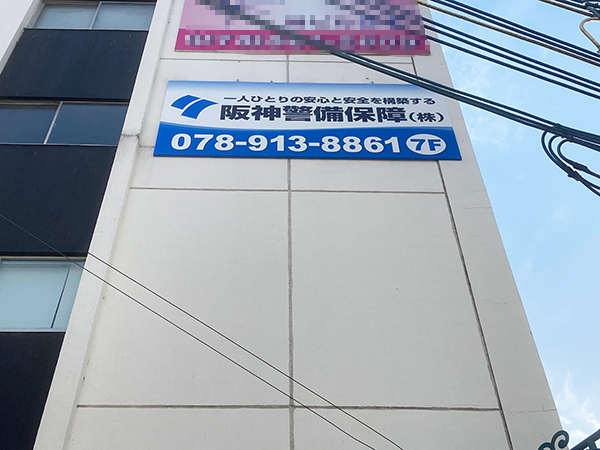 一人ひとりの安心と安全を構築する
阪神警備保障(株)
078-913-8861 7F